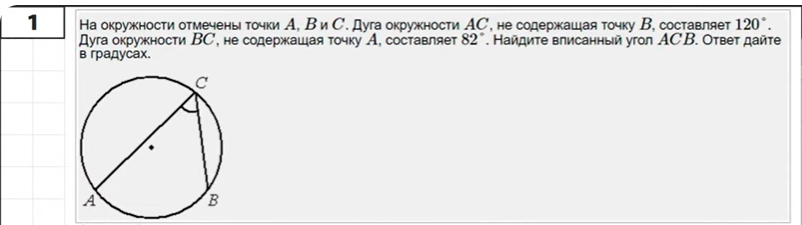 1
На окружности отмечены точки A, B и C. Дуга окружности AC, не содержащая точку B, составляет 120°.
Дуга окружности BC, не содержащая точку A, составляет 82°. Найдите вписанный угол ACB. Ответ дайте
в градусах.
C
A B